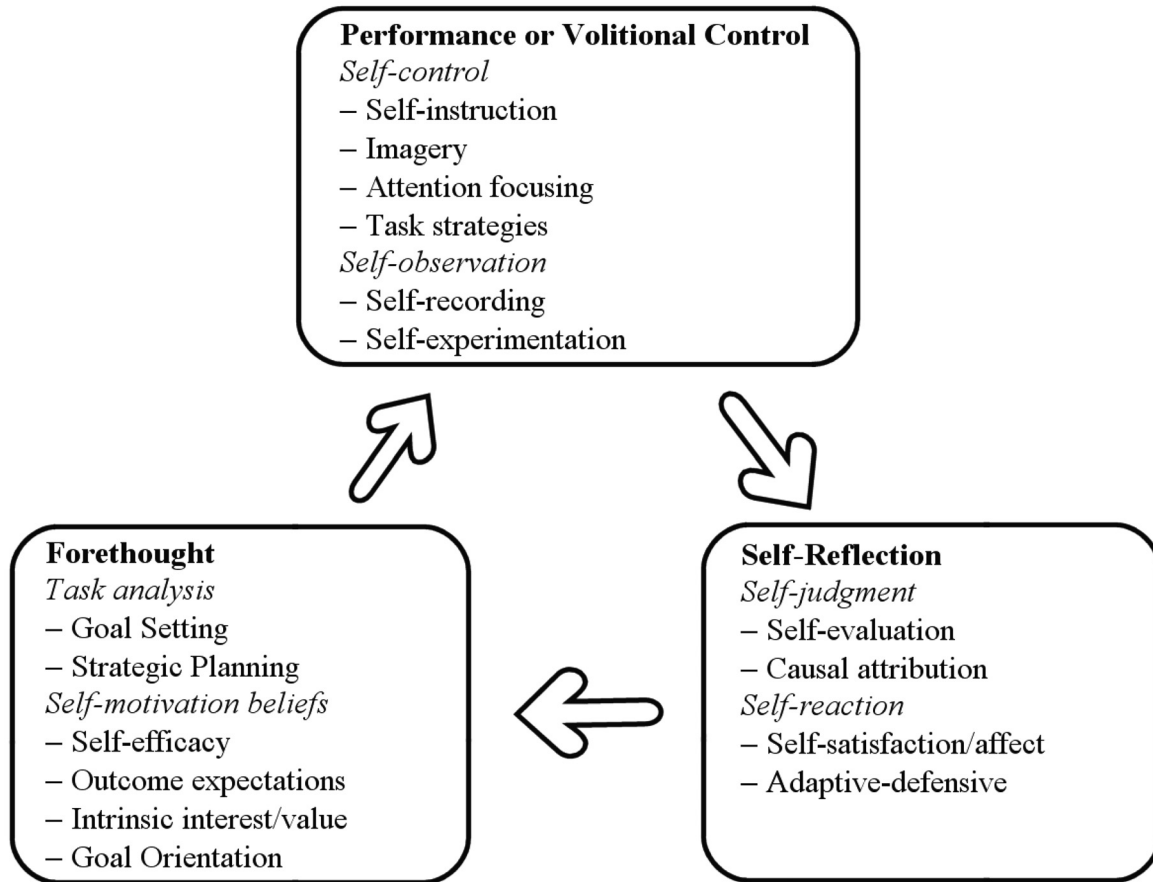 Performance or Volitional Control
Self-control
– Self-instruction
– Imagery
– Attention focusing
– Task strategies
Self-observation
– Self-recording
– Self-experimentation
Forethought
Task analysis
– Goal Setting
– Strategic Planning
Self-motivation beliefs
– Self-efficacy
– Outcome expectations
– Intrinsic interest/value
– Goal Orientation
Self-Reflection
Self-judgment
– Self-evaluation
– Causal attribution
Self-reaction
– Self-satisfaction/affect
– Adaptive-defensive